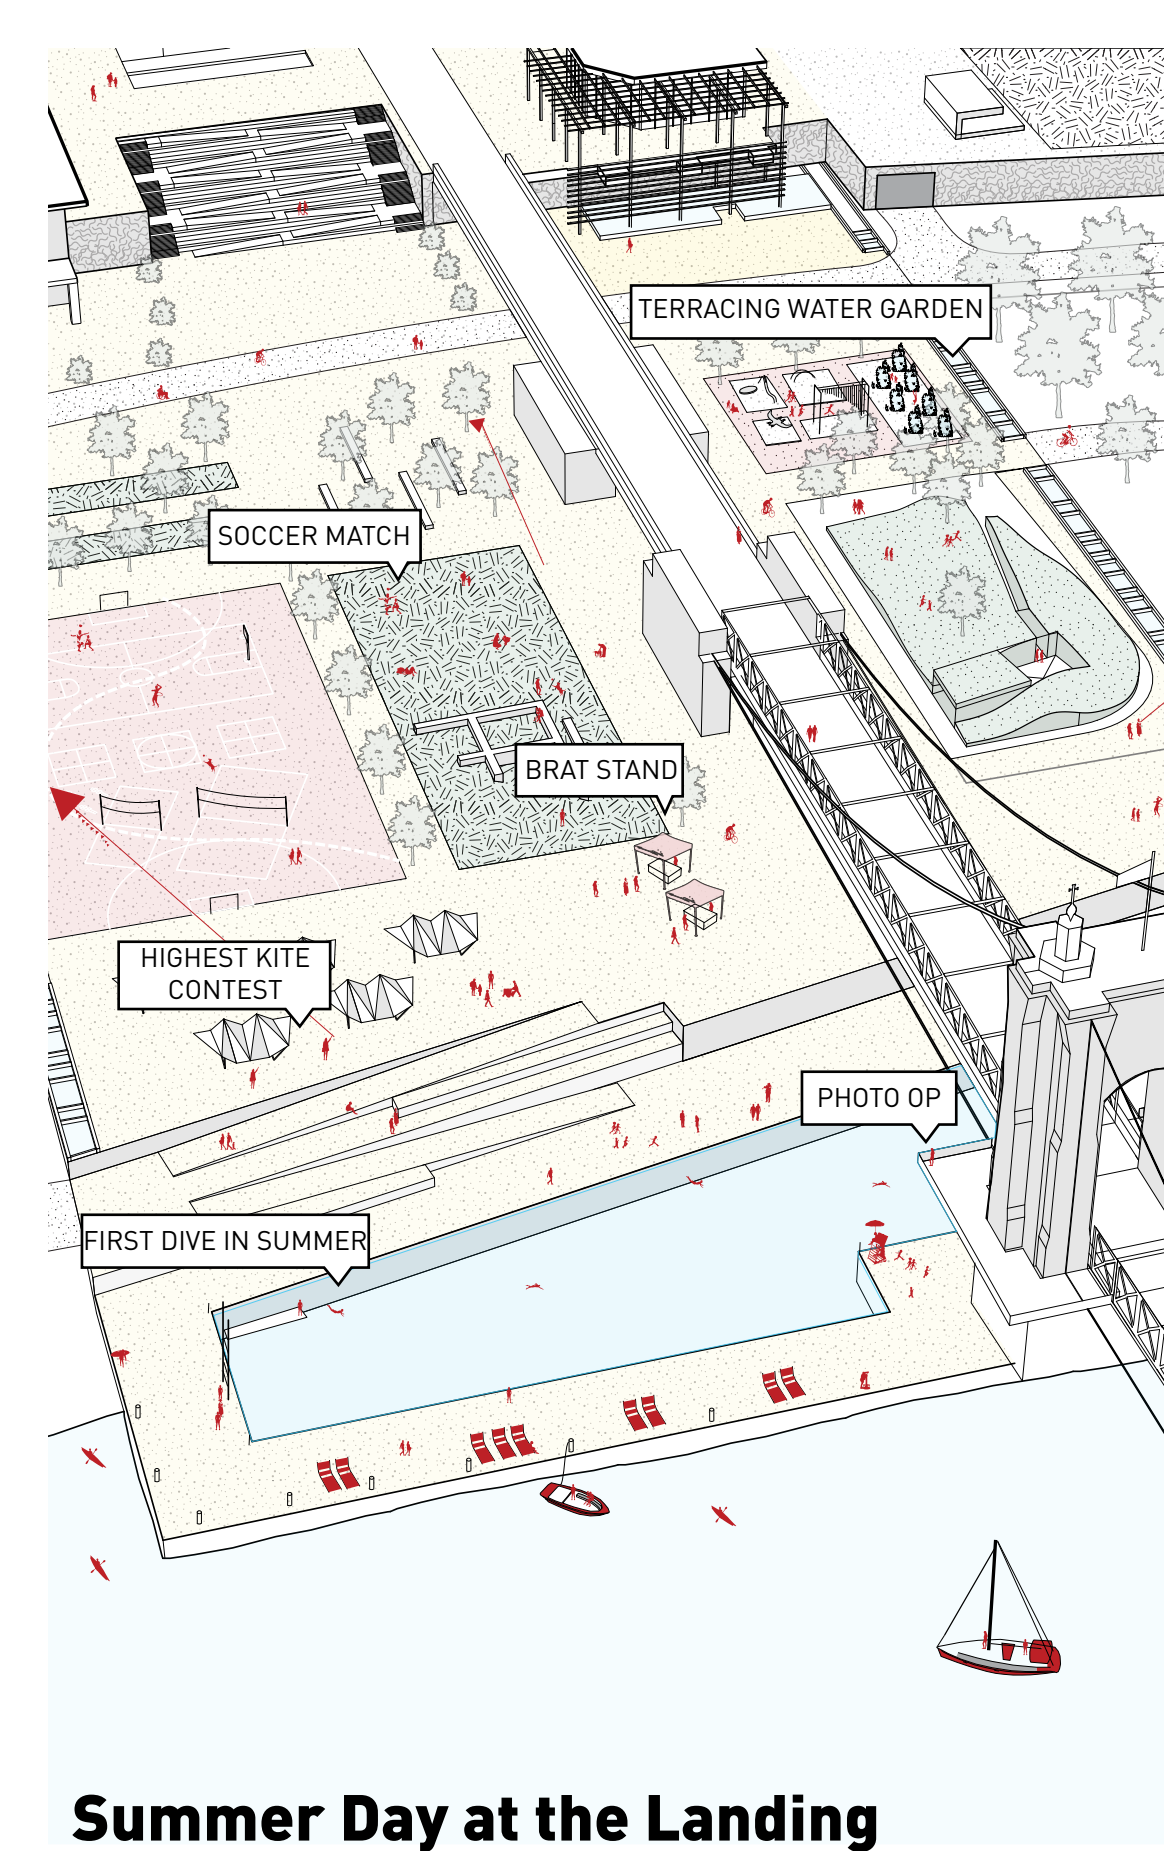 TERRACING WATER GARDEN
SOCCER MATCH
BRAT STAND
HIGHEST KITE
CONTEST
PHOTO OP
FIRST DIVE IN SUMMER
Summer Day at the Landing